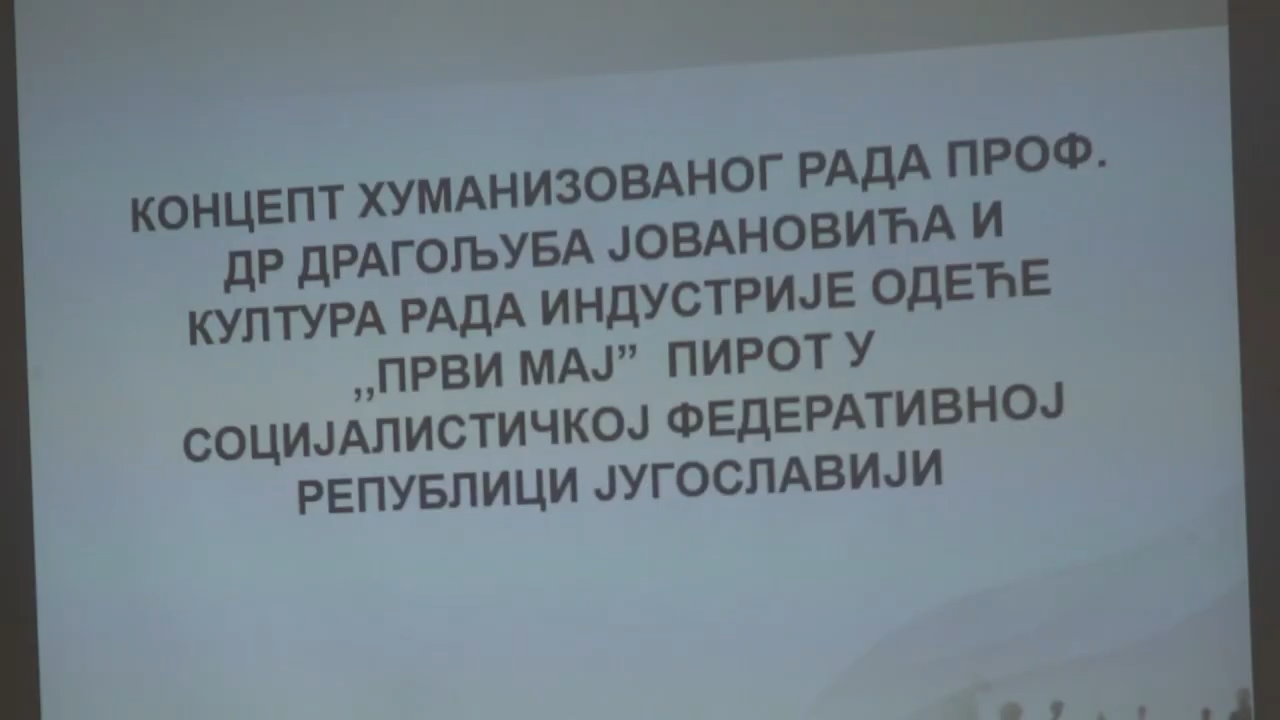 КОНЦЕПТ ХУМАНИЗОВАНОГ РАДА ПРОФ.
ДР ДРАГОЉУБА ЈОВАНОВИЋА И
КУЛТУРА РАДА ИНДУСТРИЈЕ ОДЕЋЕ
,,ПРВИ МАЈ” ПИРОТ У
СОЦИЈАЛИСТИЧКОЈ ФЕДЕРАТИВНОЈ
РЕПУБЛИЦИ ЈУГОСЛАВИЈИ